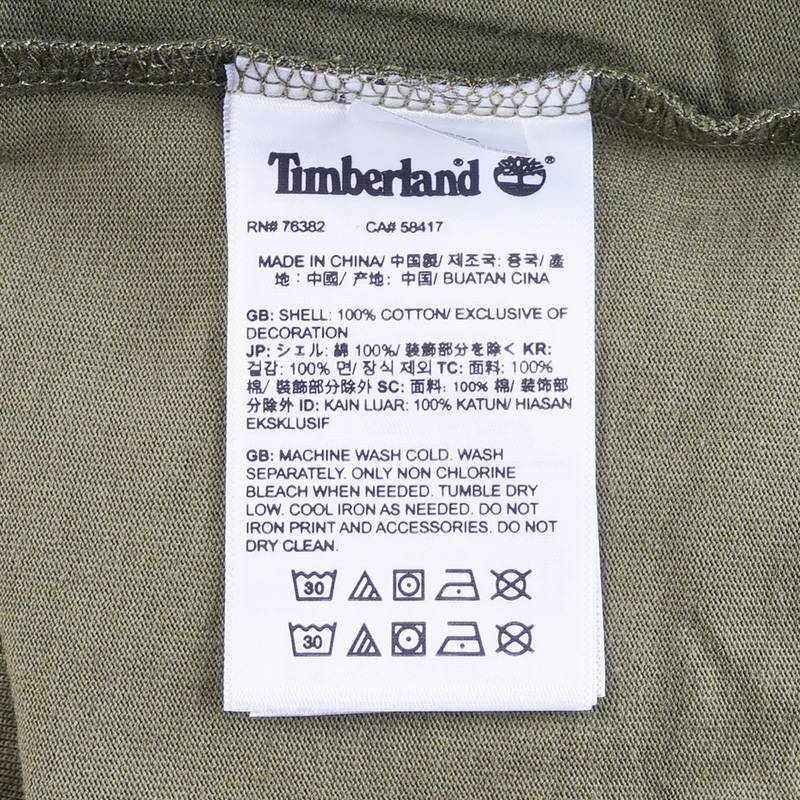 Timberland® ®
RN# 76382 CA# 58417
MADE IN CHINA/ 中国製/ 제조국: 중국/ 產
地：中國/ 产地：中国/ BUATAN CINA
GB: SHELL: 100% COTTON/ EXCLUSIVE OF
DECORATION
JP: シェル: 綿 100%/ 装飾部分を除く KR:
겉감: 100% 면/ 장식 제외 TC: 面料: 100%
棉/ 裝飾部分除外 SC: 面料: 100% 棉/ 装饰部
分除外 ID: KAIN LUAR: 100% KATUN/ HIASAN
EKSKLUSIF
GB: MACHINE WASH COLD. WASH
SEPARATELY. ONLY NON CHLORINE
BLEACH WHEN NEEDED. TUMBLE DRY
LOW. COOL IRON AS NEEDED. DO NOT
IRON PRINT AND ACCESSORIES. DO NOT
DRY CLEAN.
30
30